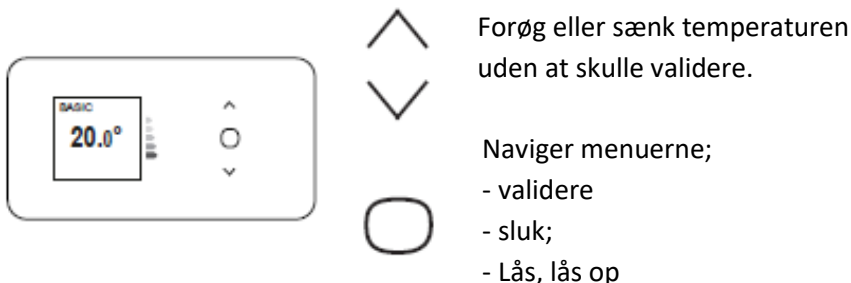 Forøg eller sænk temperaturen
uden at skulle validere.
BASIC
20.0°
Naviger menuerne;
- validere
- sluk;
- Lås, lås op